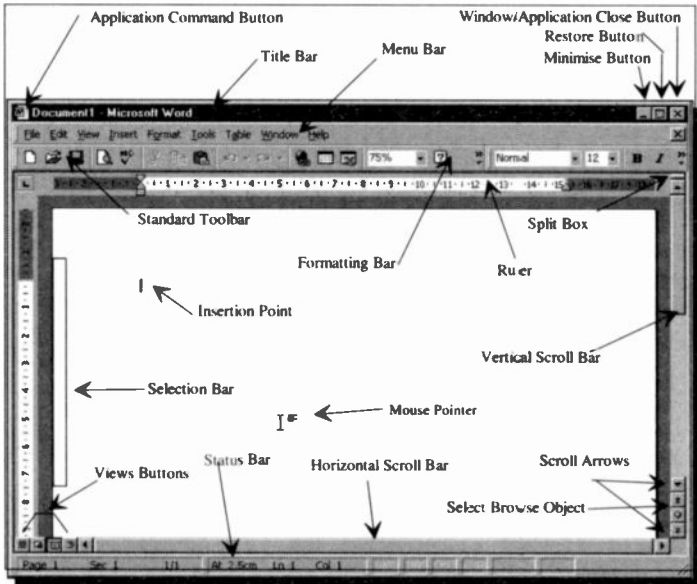 Application Command Button
Window/Application Close Button
Restore Button
Title Bar
Menu Bar
Minimise Button
Document1 - Microsoft Word
File Edit View Insert Format Tools Table Window Help
75% Normal 12 B I
Standard Toolbar
Split Box
Formatting Bar
Ruler
Insertion Point
Vertical Scroll Bar
Selection Bar
Mouse Pointer
Status Bar
Horizontal Scroll Bar
Scroll Arrows
Views Buttons
Select Browse Object
Page 1 Sec 1 1/1 At 2.5cm Ln 1 Col 1